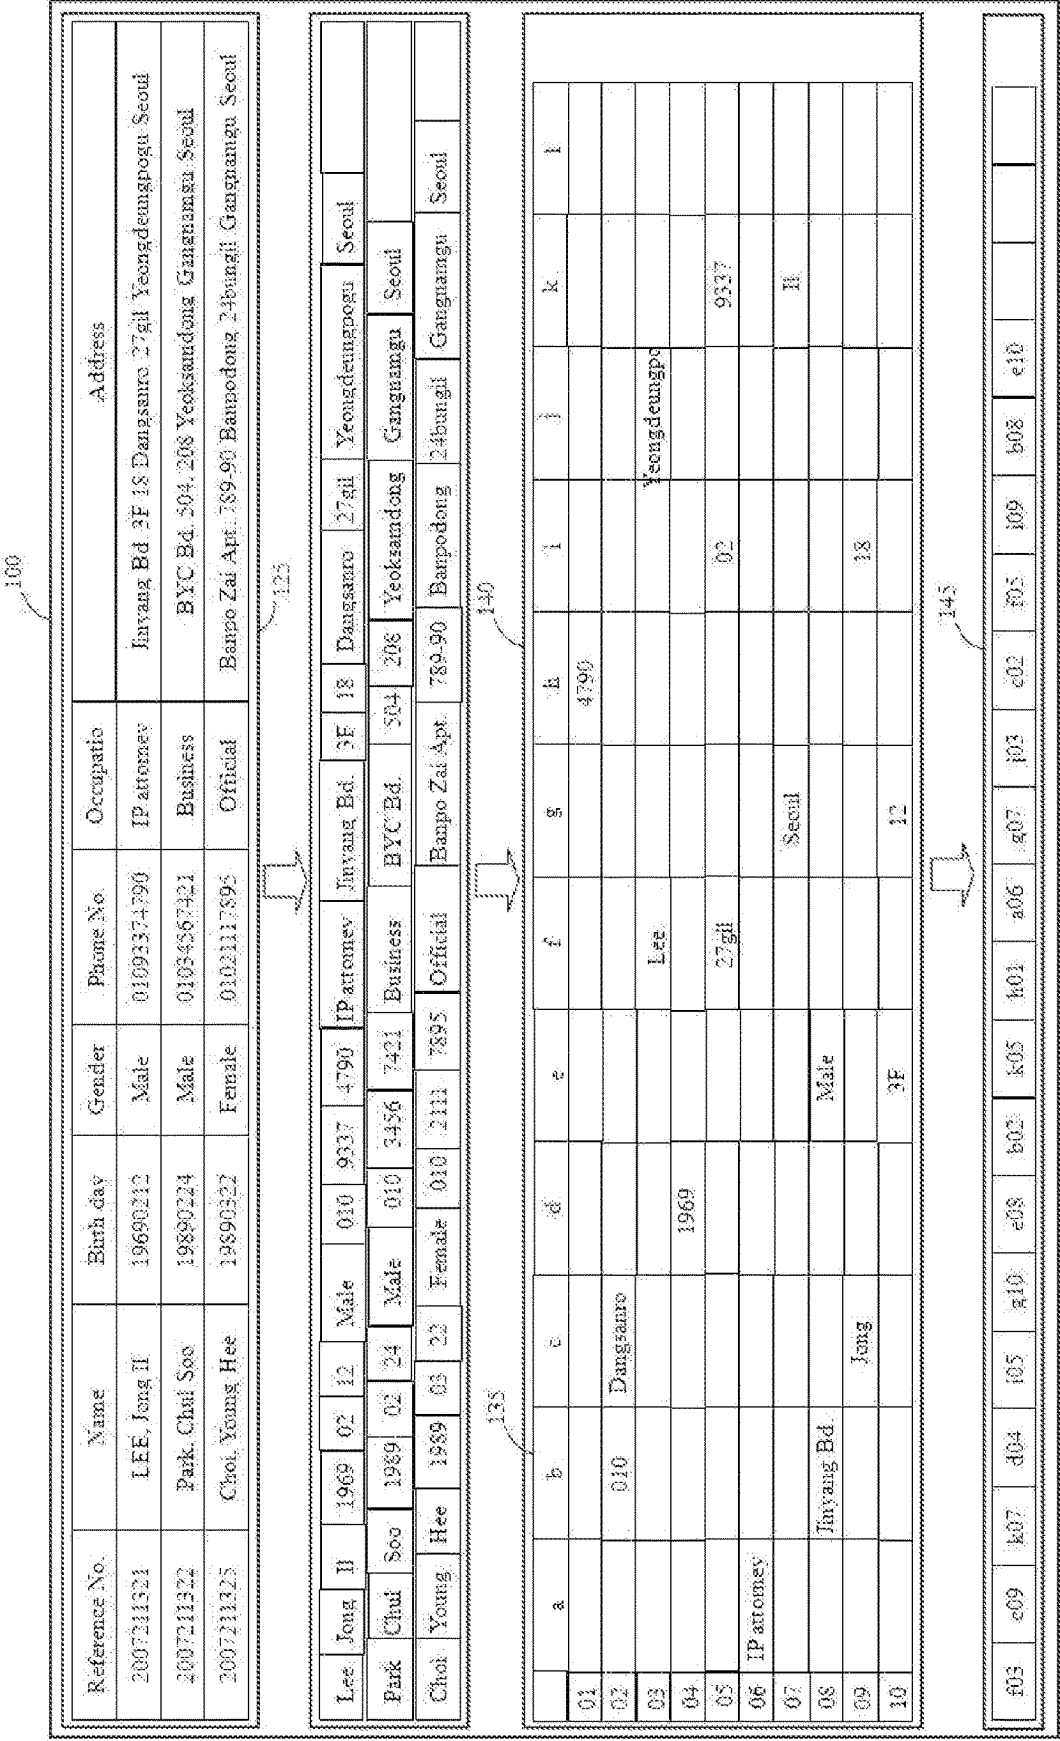 100
Reference No. Name Birth day Gender Phone No. Occupatio Address
2007211321 LEE, Jong Il 19690212 Male 01093374790 IP attorney Jinyang Bd. 3F 18 Dangsanro 27gil Yeongdeungpogu Seoul
2007211322 Park, Chul Soo 19890224 Male 01034567421 Business BYC Bd. 504, 208 Yeoksamdong Gangnamgu Seoul
2007211325 Choi, Young Hee 19890322 Female 01021117895 Official Banpo Zai Apt. 789-90 Banpodong 24bungil Gangnamgu Seoul
125
Lee Jong Il 1969 02 12 Male 010 9337 4790 IP attorney Jinyang Bd. 3F 18 Dangsanro 27gil Yeongdeungpogu Seoul
Park Chul Soo 1989 02 24 Male 010 3456 7421 Business BYC Bd. 504 208 Yeoksamdong Gangnamgu Seoul
Choi Young Hee 1989 03 22 Female 010 2111 7895 Official Banpo Zai Apt. 789-90 Banpodong 24bungil Gangnamgu Seoul
135 140
a b c d e f g h i j k l
01 4790
02 010 Dangsanro
03 Lee Yeongdeungpo
04 1969
05 27gil 02 9337
06 IP attorney
07 Seoul Il
08 Jinyang Bd. Male
09 Jong 18
10 3F 12
145
f03 c09 k07 d04 i05 g10 e08 b02 k05 h01 a06 g07 j03 c02 f05 i09 b08 e10